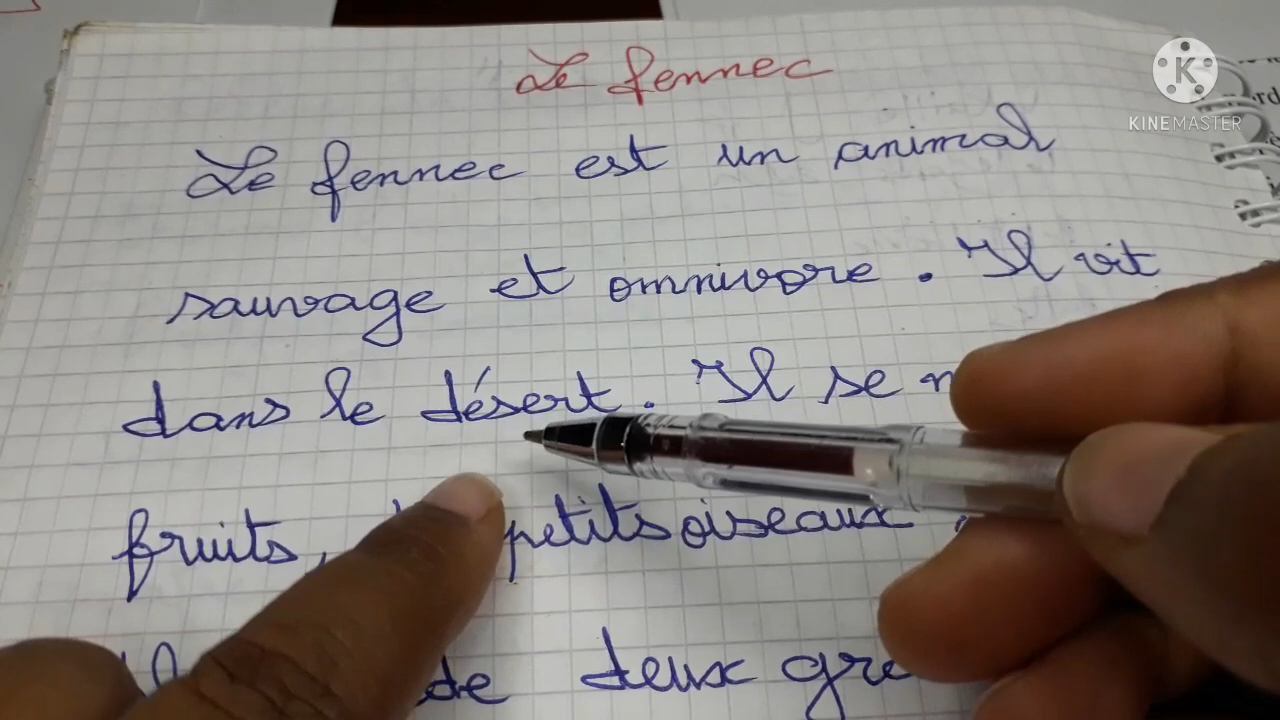 Le fennec
Le fennec est un animal
sauvage et omnivore. Il vit
dans le désert. Il se
fruits, petits oiseaux,
de deux
K
KINEMASTER